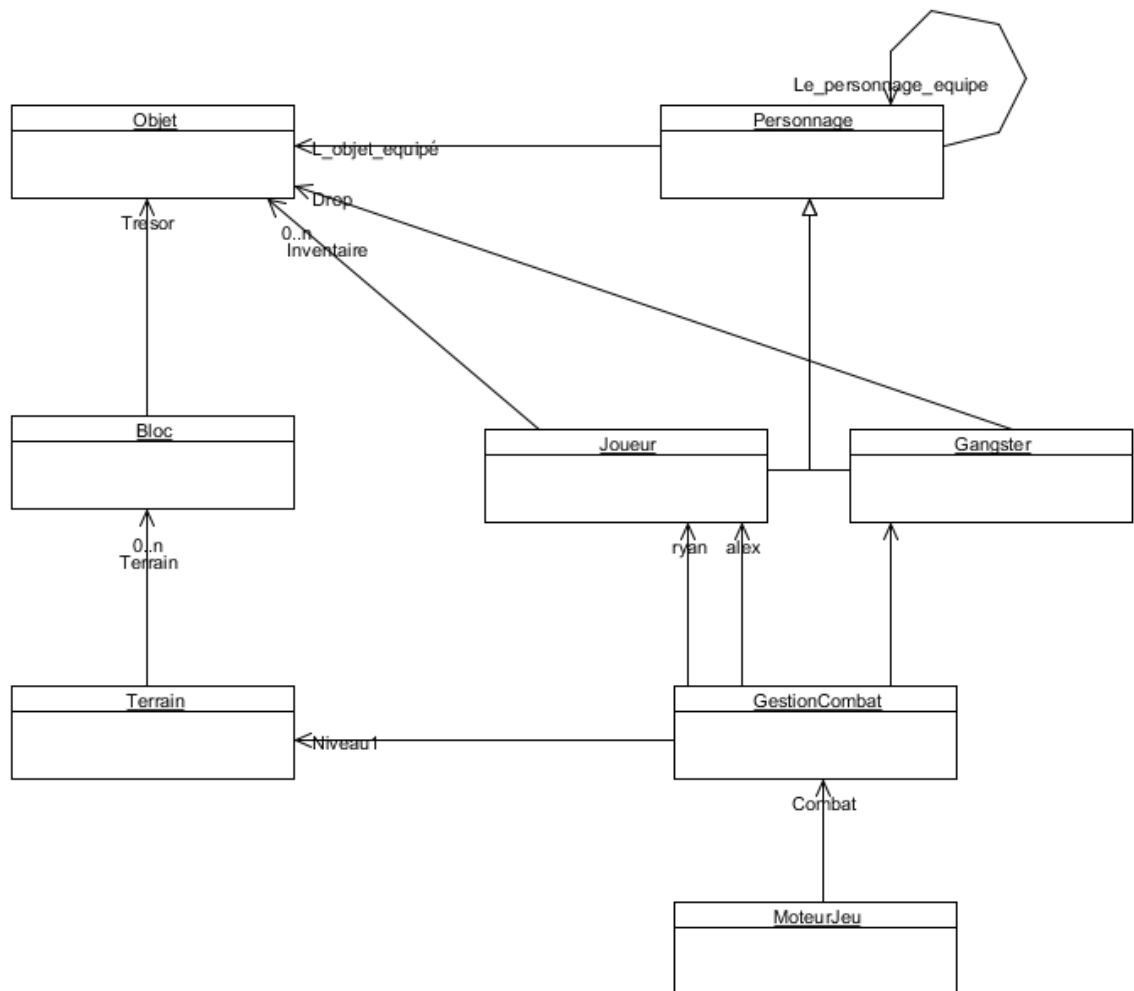 Le_personnage_equipe
Objet
Personnage
L_objet_equipé
Drop
Tresor
0..n
Inventaire
Bloc
Joueur
Gangster
0..n
Terrain
ryan
alex
Terrain
GestionCombat
Niveau1
Combat
MoteurJeu